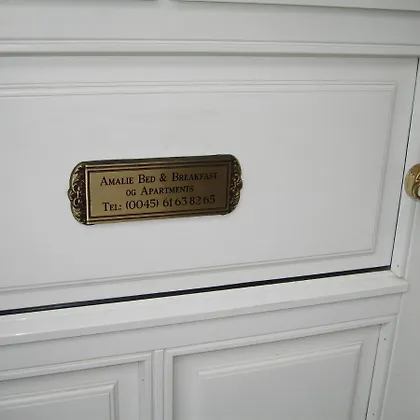 Amalie Bed & Breakfast
og Apartments
Tel: (0045) 61638265